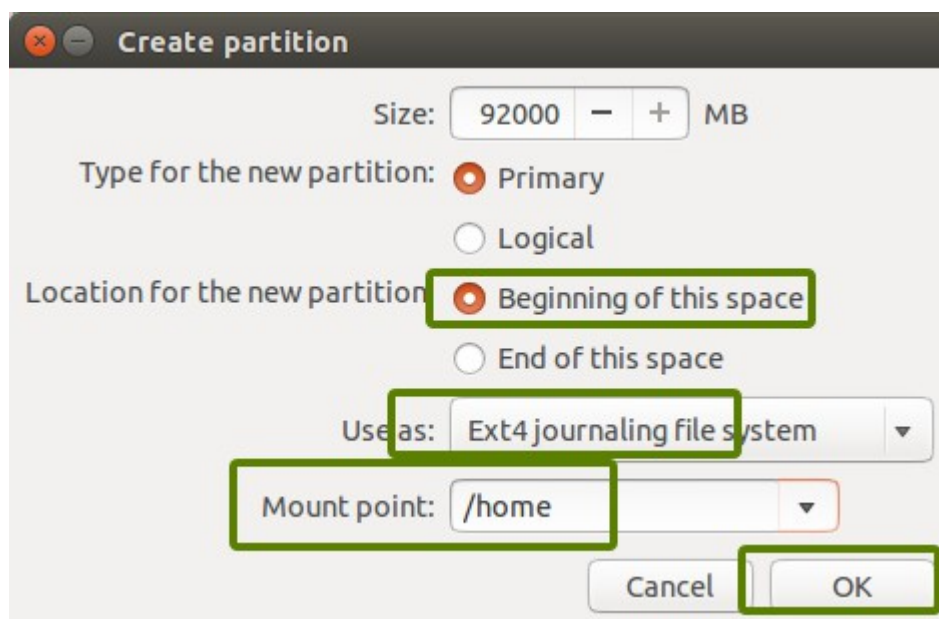 Create partition
Size: 92000 − + MB
Type for the new partition: Primary
Logical
Location for the new partition Beginning of this space
End of this space
Use as: Ext4 journaling file system
Mount point: /home
Cancel OK